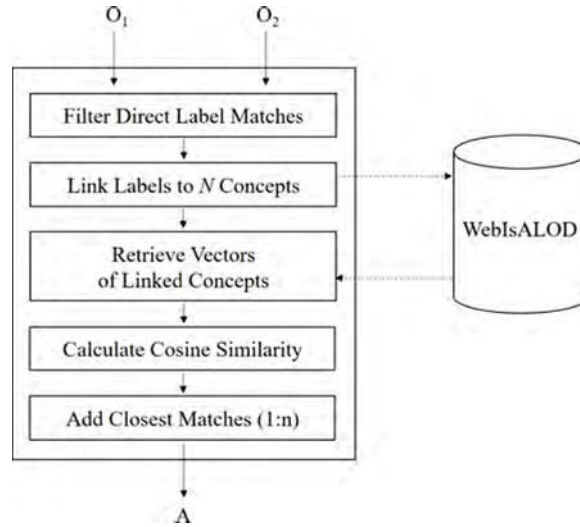 O₁ O₂
Filter Direct Label Matches
Link Labels to N Concepts
WebIsALOD
Retrieve Vectors
of Linked Concepts
Calculate Cosine Similarity
Add Closest Matches (1:n)
A